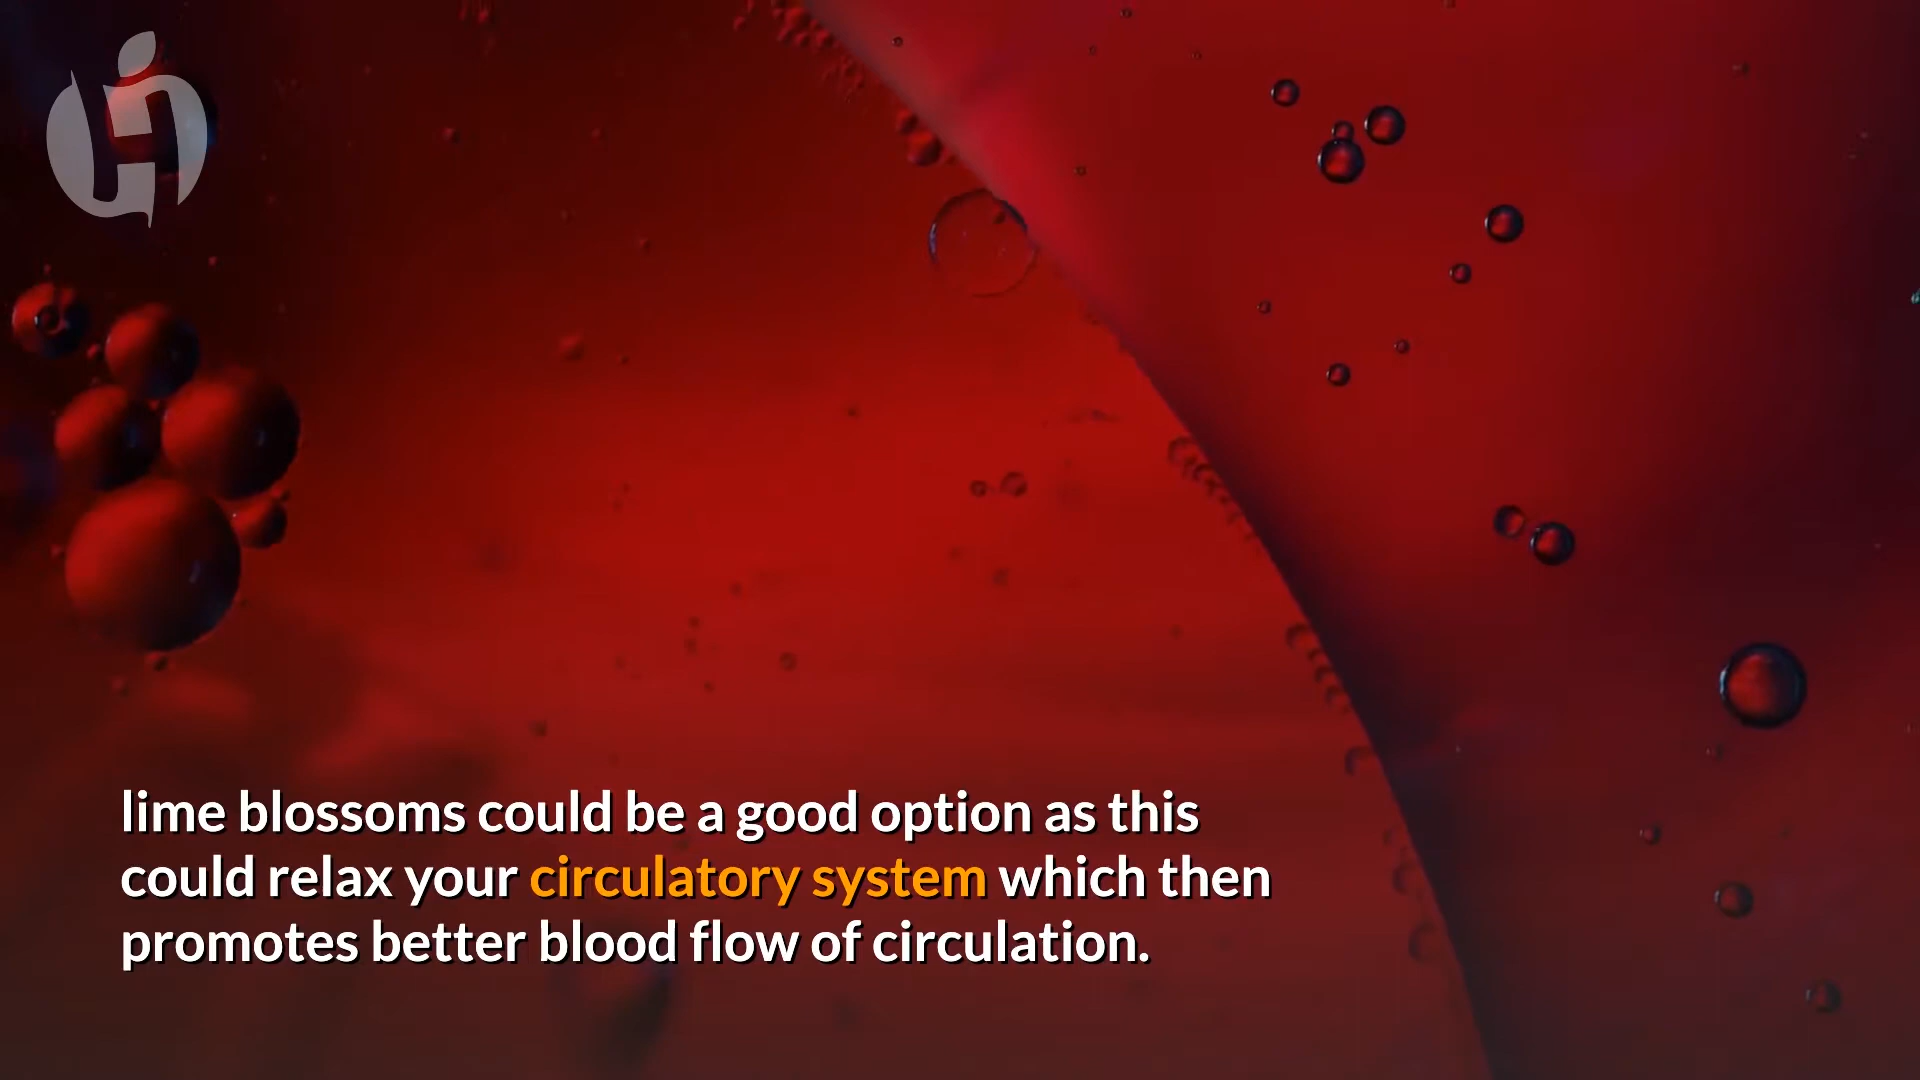 lime blossoms could be a good option as this
could relax your circulatory system which then
promotes better blood flow of circulation.